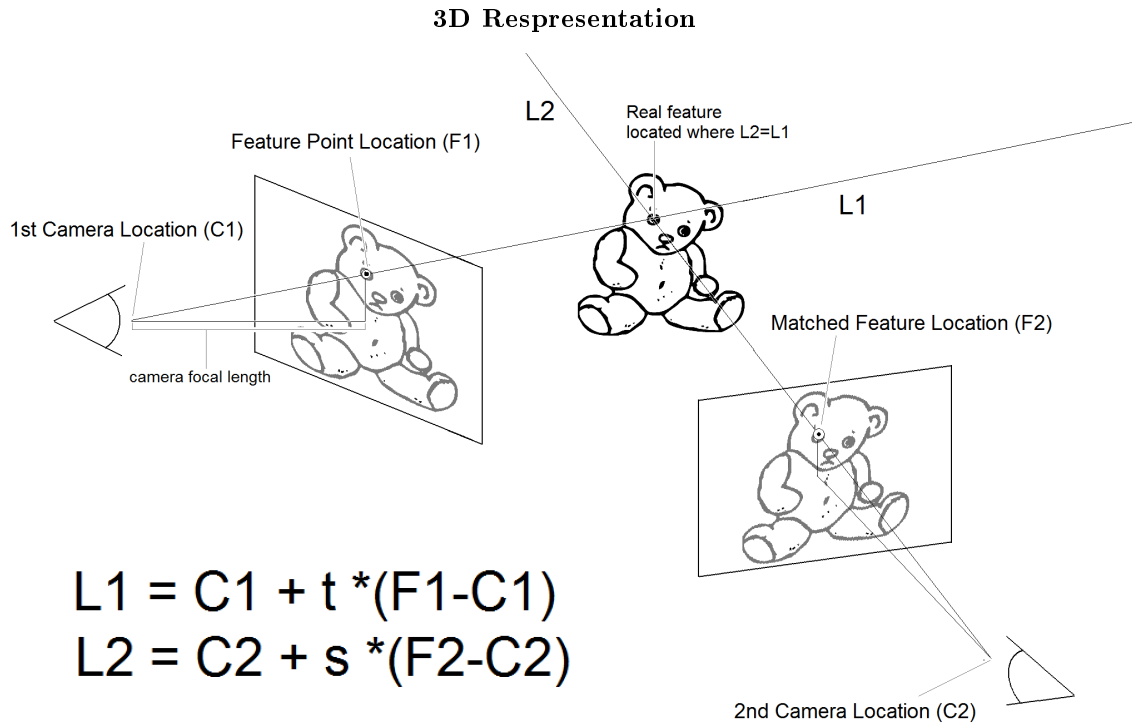 3D Respresentation
L2
Real feature
located where L2=L1
Feature Point Location (F1)
L1
1st Camera Location (C1)
Matched Feature Location (F2)
camera focal length
L1 = C1 + t *(F1-C1)
L2 = C2 + s *(F2-C2)
2nd Camera Location (C2)